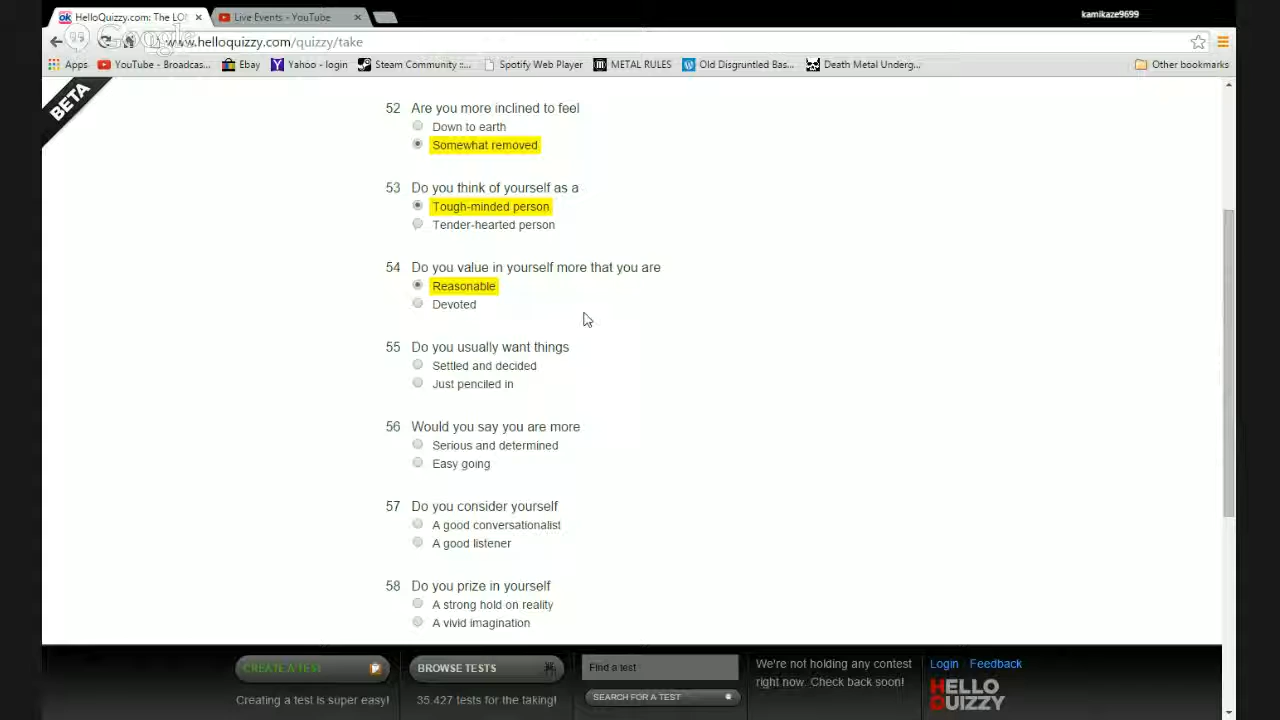 HelloQuizzy.com: The LO
Live Events - YouTube
kamikaze9699
Google
www.helloquizzy.com/quizzy/take
Apps YouTube - Broadcas... Ebay Yahoo - login Steam Community :... Spotify Web Player METAL RULES Old Disgruntled Bas... Death Metal Underg... Other bookmarks
BETA
52 Are you more inclined to feel
Down to earth
Somewhat removed
53 Do you think of yourself as a
Tough-minded person
Tender-hearted person
54 Do you value in yourself more that you are
Reasonable
Devoted
55 Do you usually want things
Settled and decided
Just penciled in
56 Would you say you are more
Serious and determined
Easy going
57 Do you consider yourself
A good conversationalist
A good listener
58 Do you prize in yourself
A strong hold on reality
A vivid imagination
CREATE A TEST
Creating a test is super easy!
BROWSE TESTS
35,427 tests for the taking!
Find a test
SEARCH FOR A TEST
We're not holding any contest
right now. Check back soon!
Login / Feedback
HELLO
QUIZZY